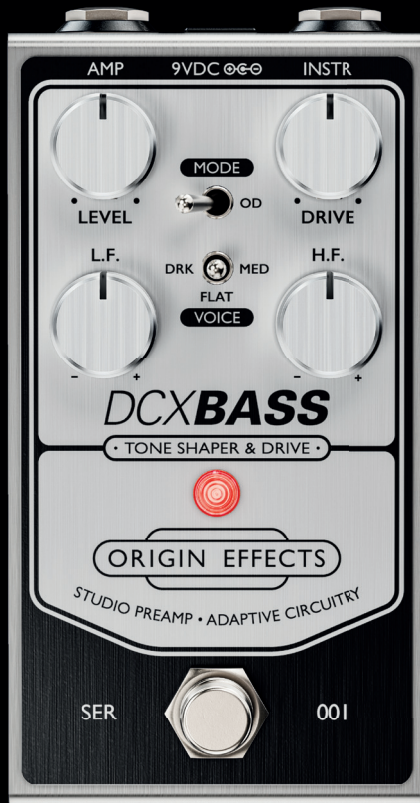 AMP 9VDC INSTR
MODE
OD
LEVEL DRIVE
L.F. H.F.
DRK MED
FLAT
VOICE
- + - +
DCXBASS
• TONE SHAPER & DRIVE •
ORIGIN EFFECTS
STUDIO PREAMP • ADAPTIVE CIRCUITRY
SER 001